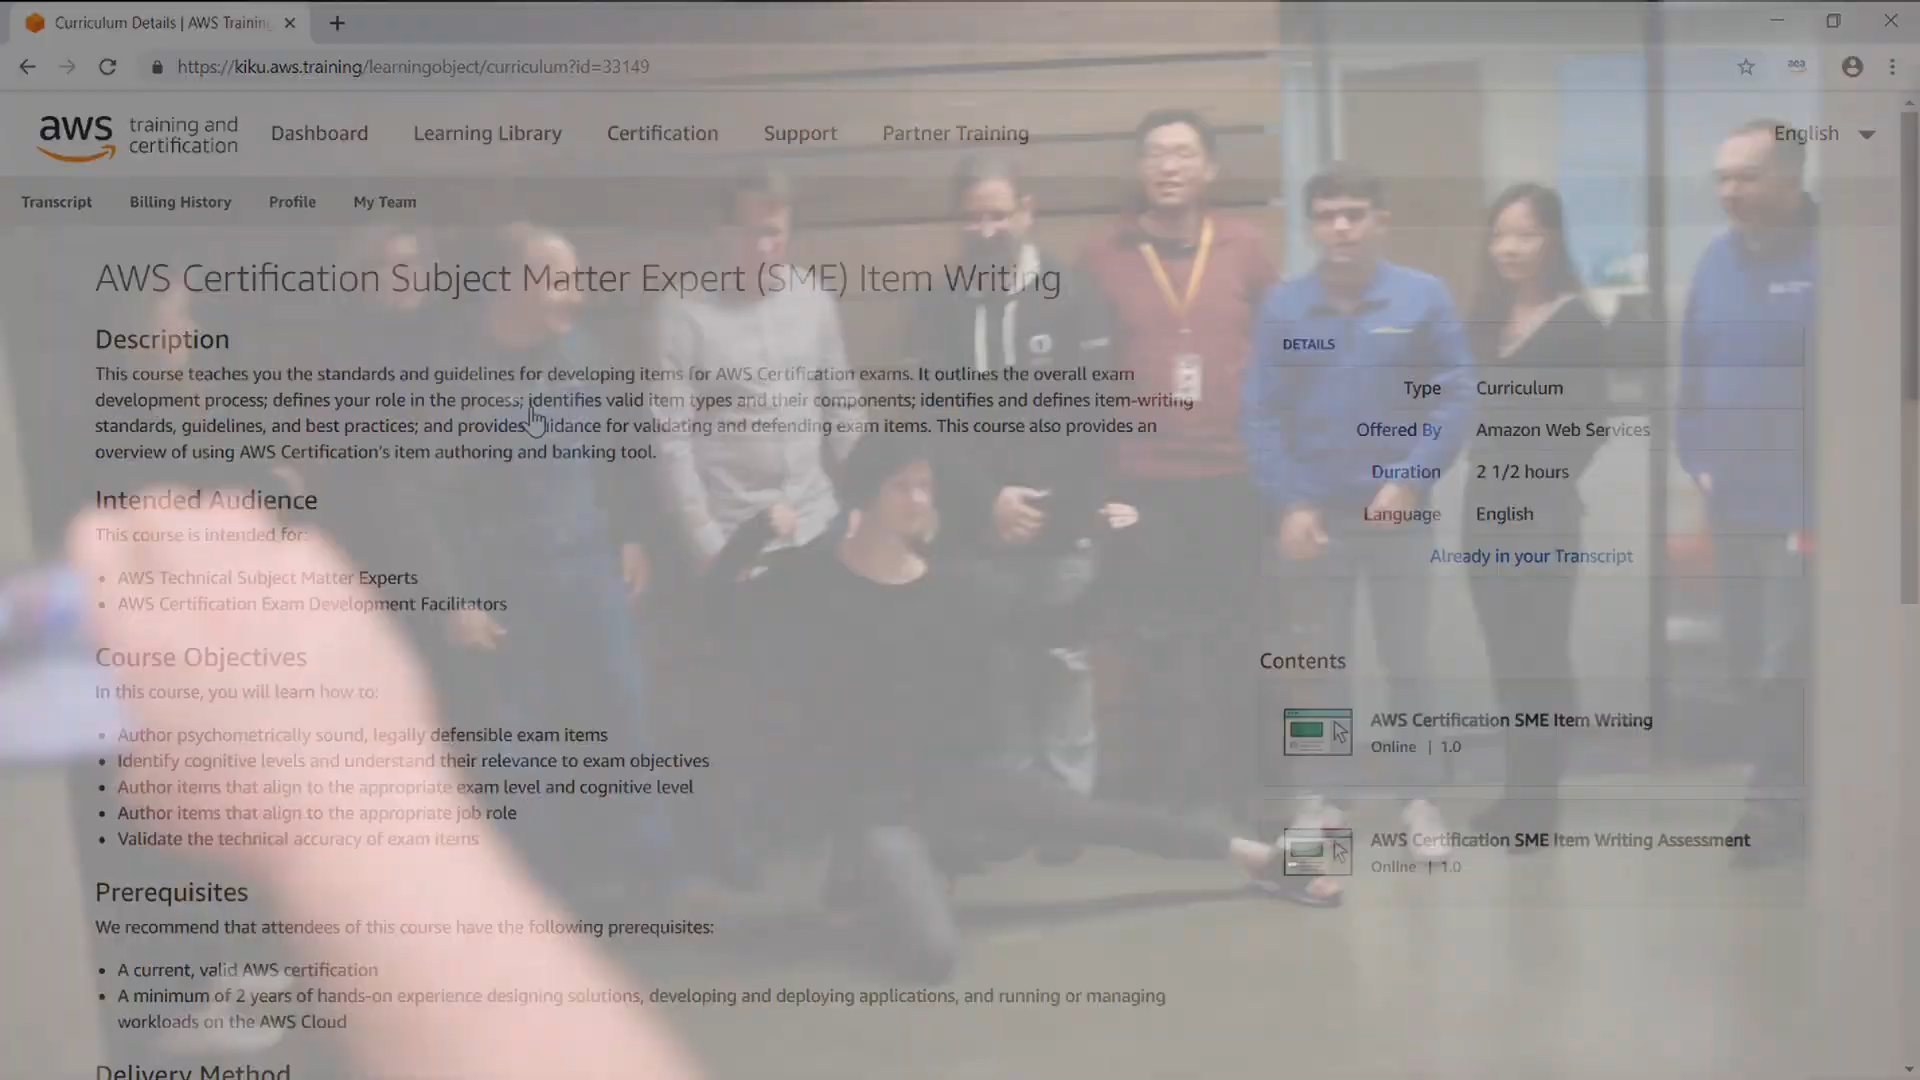 Curriculum Details | AWS Training
https://kiku.aws.training/learningobject/curriculum?id=33149
aws training and certification
Dashboard
Learning Library
Certification
Support
Partner Training
English
Transcript
Billing History
Profile
My Team
AWS Certification Subject Matter Expert (SME) Item Writing
Description
This course teaches you the standards and guidelines for developing items for AWS Certification exams. It outlines the overall exam
development process; defines your role in the process; identifies valid item types and their components; identifies and defines item-writing
standards, guidelines, and best practices; and provides guidance for validating and defending exam items. This course also provides an
overview of using AWS Certification's item authoring and banking tool.
Intended Audience
This course is intended for:
AWS Technical Subject Matter Experts
AWS Certification Exam Development Facilitators
Course Objectives
In this course, you will learn how to:
Author psychometrically sound, legally defensible exam items
Identify cognitive levels and understand their relevance to exam objectives
Author items that align to the appropriate exam level and cognitive level
Author items that align to the appropriate job role
Validate the technical accuracy of exam items
Prerequisites
We recommend that attendees of this course have the following prerequisites:
A current, valid AWS certification
A minimum of 2 years of hands-on experience designing solutions, developing and deploying applications, and running or managing
workloads on the AWS Cloud
Delivery Method
DETAILS
Type Curriculum
Offered By Amazon Web Services
Duration 2 1/2 hours
Language English
Already in your Transcript
Contents
AWS Certification SME Item Writing
Online | 1.0
AWS Certification SME Item Writing Assessment
Online | 1.0